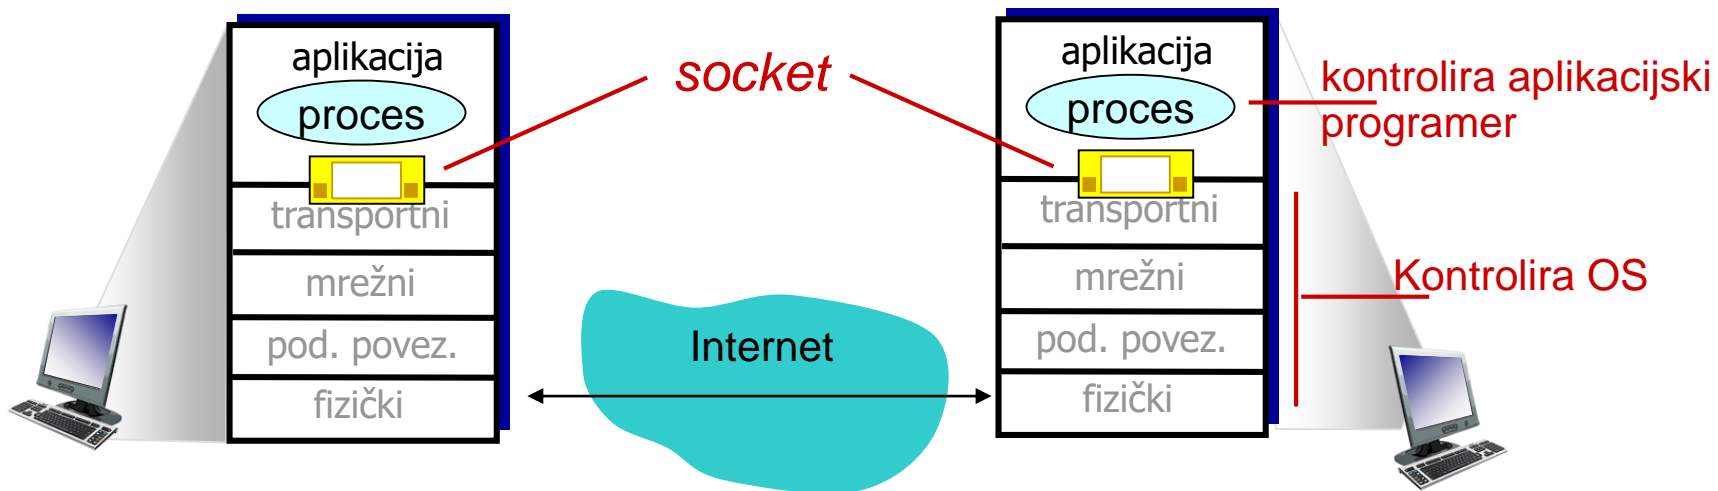 aplikacija
proces
transportni
mrežni
pod. povez.
fizički
socket
Internet
aplikacija
proces
transportni
mrežni
pod. povez.
fizički
kontrolira aplikacijski
programer
Kontrolira OS